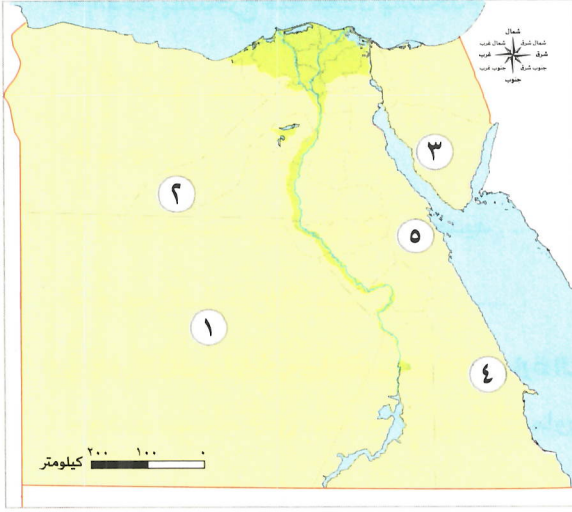 شمال
شمال غرب شمال شرق
غرب شرق
جنوب غرب جنوب شرق
جنوب
٣
٢
٥
١
٤
٢٠٠ ١٠٠ ٠
كيلومتر